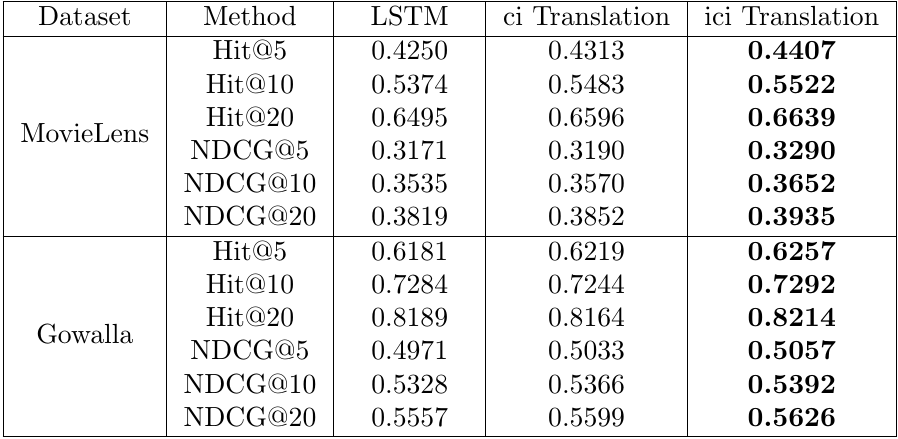 Dataset Method LSTM ci Translation ici Translation
Hit@5 0.4250 0.4313 0.4407
Hit@10 0.5374 0.5483 0.5522
Hit@20 0.6495 0.6596 0.6639
MovieLens
NDCG@5 0.3171 0.3190 0.3290
NDCG@10 0.3535 0.3570 0.3652
NDCG@20 0.3819 0.3852 0.3935
Hit@5 0.6181 0.6219 0.6257
Hit@10 0.7284 0.7244 0.7292
Hit@20 0.8189 0.8164 0.8214
Gowalla
NDCG@5 0.4971 0.5033 0.5057
NDCG@10 0.5328 0.5366 0.5392
NDCG@20 0.5557 0.5599 0.5626